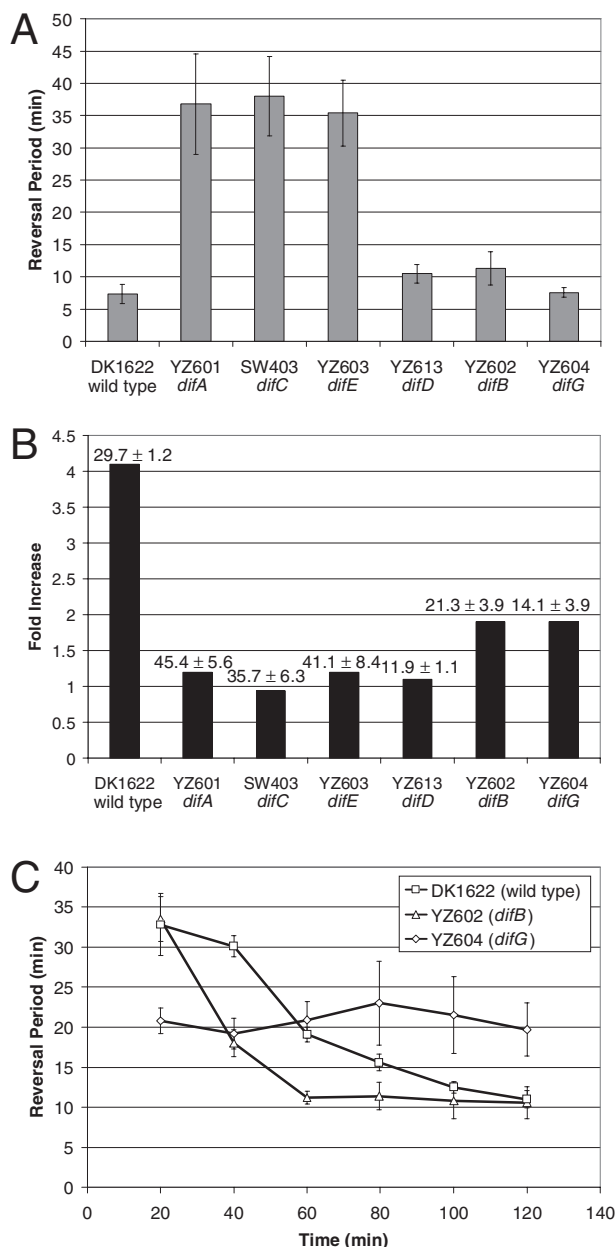 A
Reversal Period (min)
50
45
40
35
30
25
20
15
10
5
0
DK1622 YZ601 SW403 YZ603 YZ613 YZ602 YZ604
wild type difA difC difE difD difB difG
B
Fold Increase
4.5
4
3.5
3
2.5
2
1.5
1
0.5
0
29.7 ± 1.2
45.4 ± 5.6
35.7 ± 6.3
41.1 ± 8.4
11.9 ± 1.1
21.3 ± 3.9
14.1 ± 3.9
DK1622 YZ601 SW403 YZ603 YZ613 YZ602 YZ604
wild type difA difC difE difD difB difG
C
Reversal Period (min)
40
35
30
25
20
15
10
5
0
DK1622 (wild type)
YZ602 (difB)
YZ604 (difG)
0 20 40 60 80 100 120 140
Time (min)